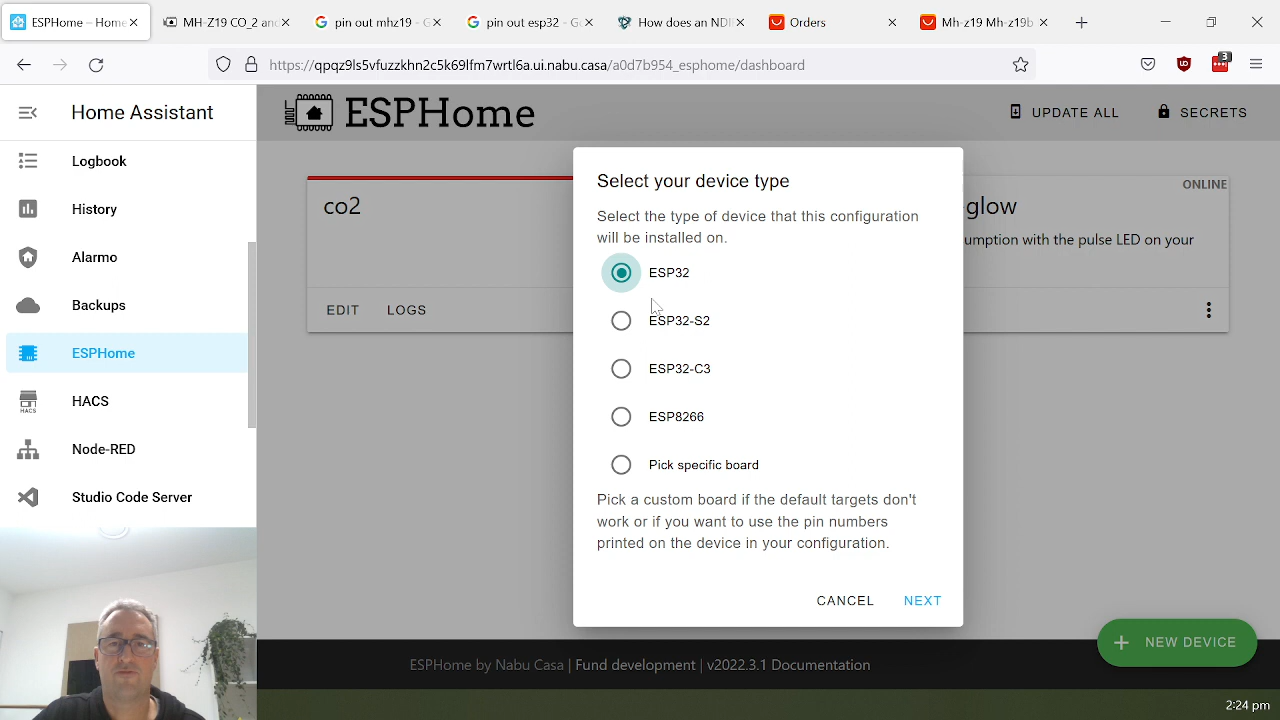 ESPHome – Hom
MH-Z19 CO_2 and
pin out mhz19 - G
pin out esp32 - Go
How does an NDI
Orders
Mh-z19 Mh-z19b
https://qpqz9ls5vfuzzkhn2c5k69lfm7wrtl6a.ui.nabu.casa/a0d7b954_esphome/dashboard
3
Home Assistant
ESPHome
UPDATE ALL
SECRETS
Logbook
History
Alarmo
Backups
ESPHome
HACS
HACS
Node-RED
Studio Code Server
co2
EDIT
LOGS
ONLINE
-glow
umption with the pulse LED on your
Select your device type
Select the type of device that this configuration
will be installed on.
ESP32
ESP32-S2
ESP32-C3
ESP8266
Pick specific board
Pick a custom board if the default targets don't
work or if you want to use the pin numbers
printed on the device in your configuration.
CANCEL
NEXT
NEW DEVICE
ESPHome by Nabu Casa | Fund development | v2022.3.1 Documentation
2:24 pm